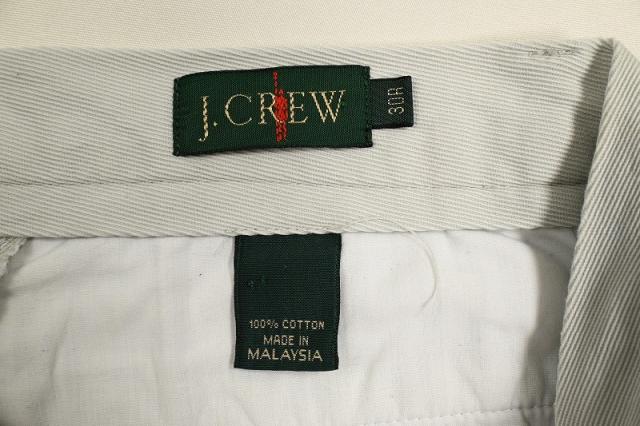 J.CREW
30R
100% COTTON
MADE IN
MALAYSIA